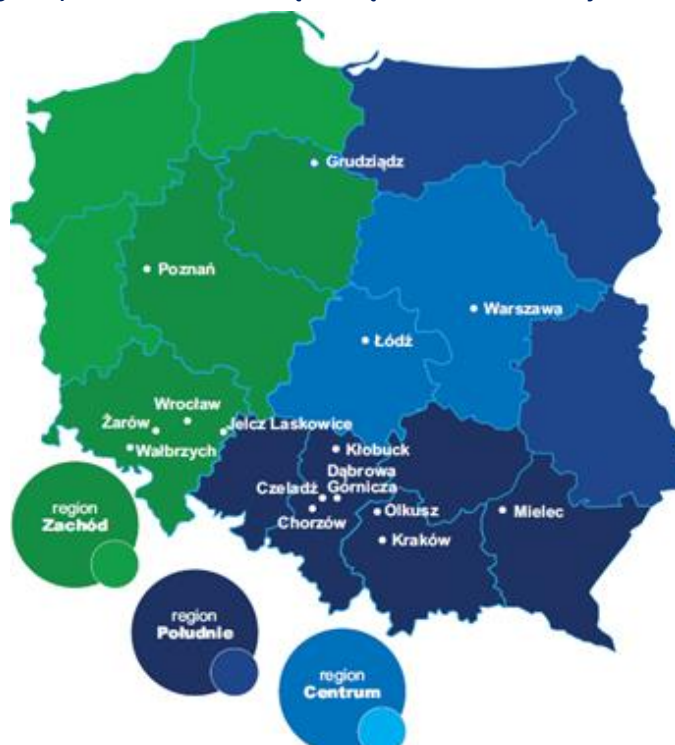 Grudziądz
Poznań
Warszawa
Łódź
Wrocław
Żarów
Jelcz Laskowice
Wałbrzych
Kłobuck
Dąbrowa
Górnicza
Czeladź
Chorzów
Olkusz
Mielec
Kraków
region
Zachód
region
Południe
region
Centrum